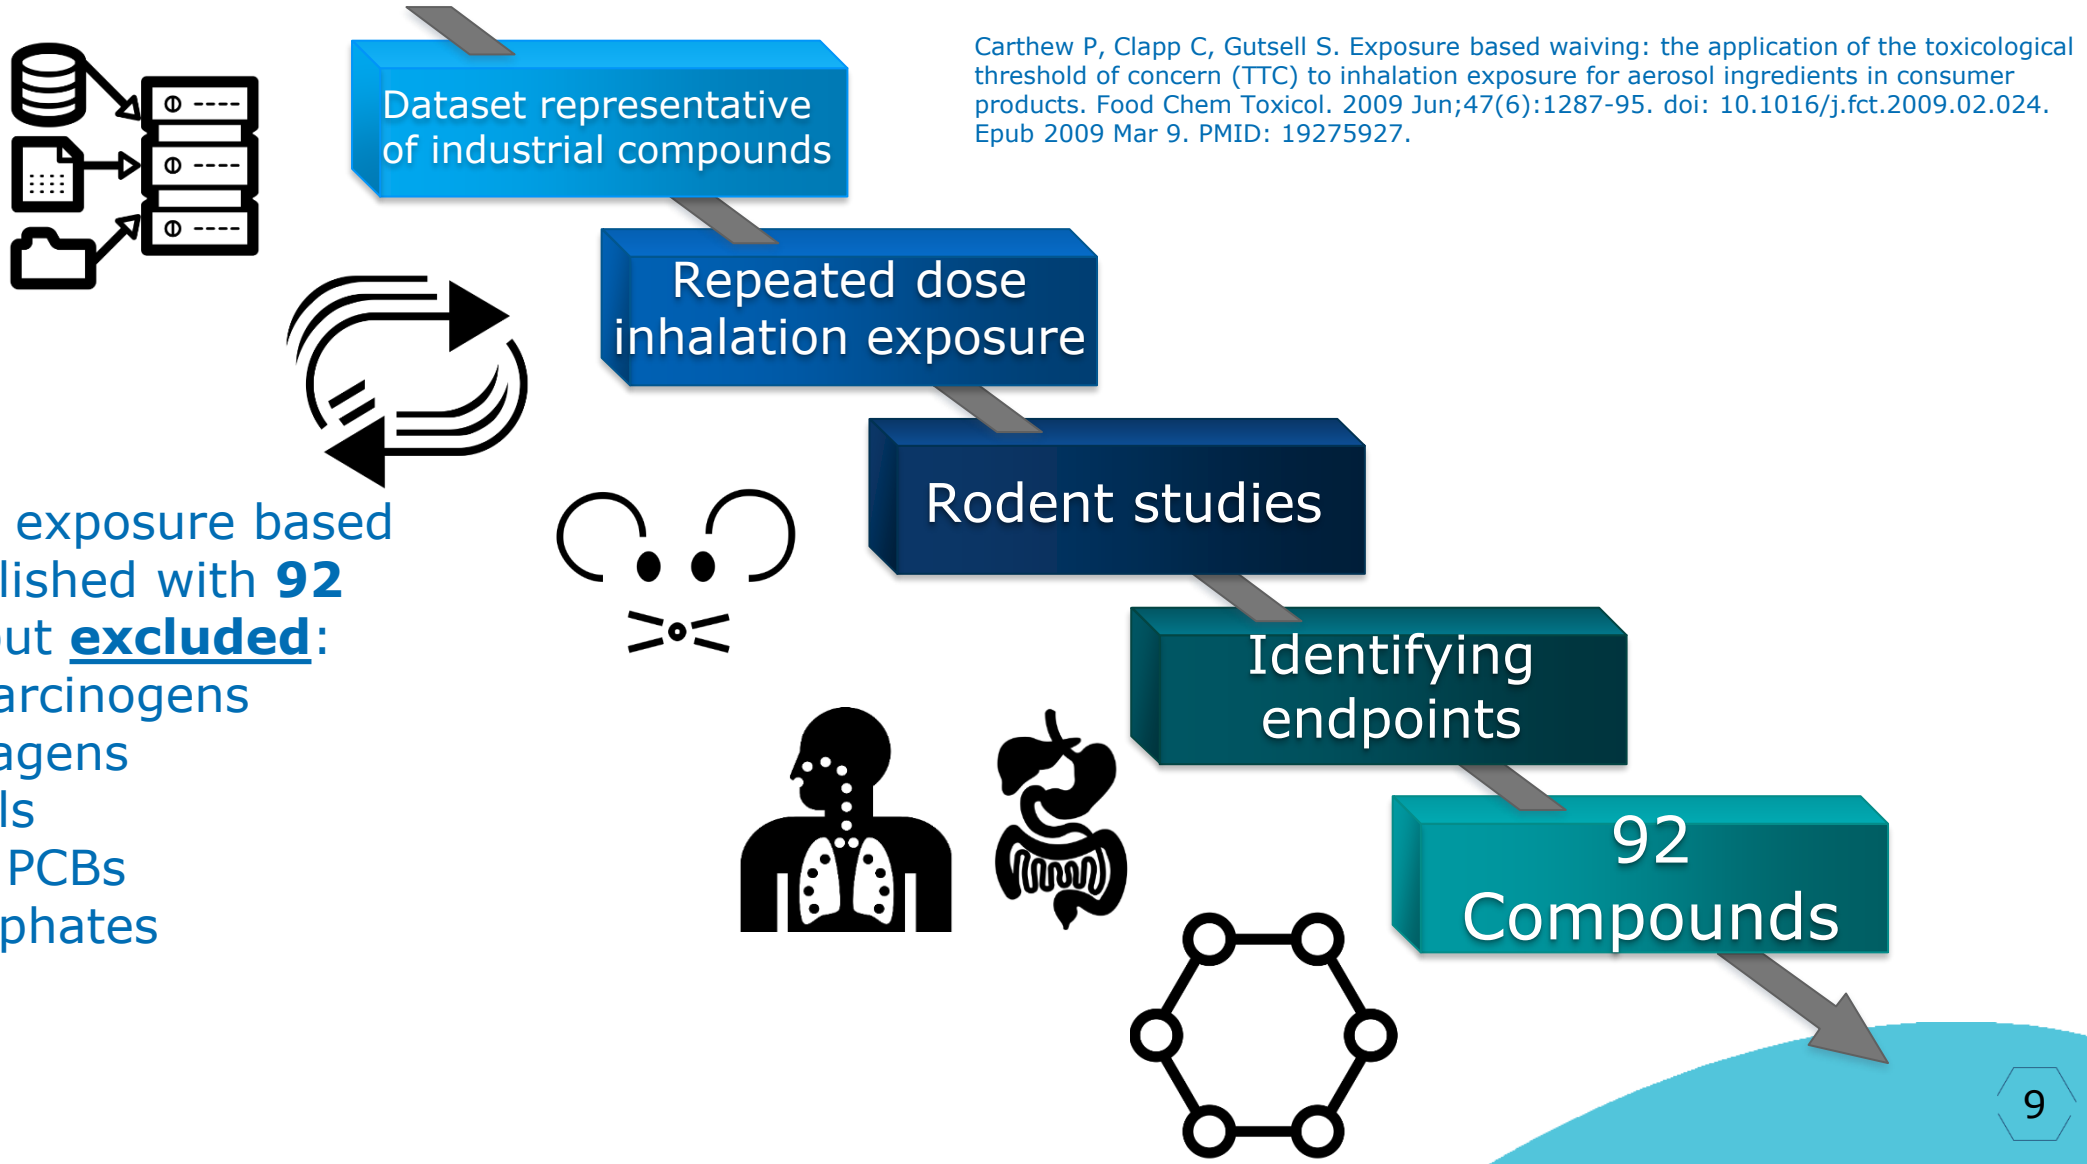 Carthew P, Clapp C, Gutsell S. Exposure based waiving: the application of the toxicological
threshold of concern (TTC) to inhalation exposure for aerosol ingredients in consumer
products. Food Chem Toxicol. 2009 Jun;47(6):1287-95. doi: 10.1016/j.fct.2009.02.024.
Epub 2009 Mar 9. PMID: 19275927.
Dataset representative
of industrial compounds
Repeated dose
inhalation exposure
Rodent studies
Identifying
endpoints
92
Compounds
exposure based
lished with 92
ut excluded:
arcinogens
agens
ls
PCBs
phates
9